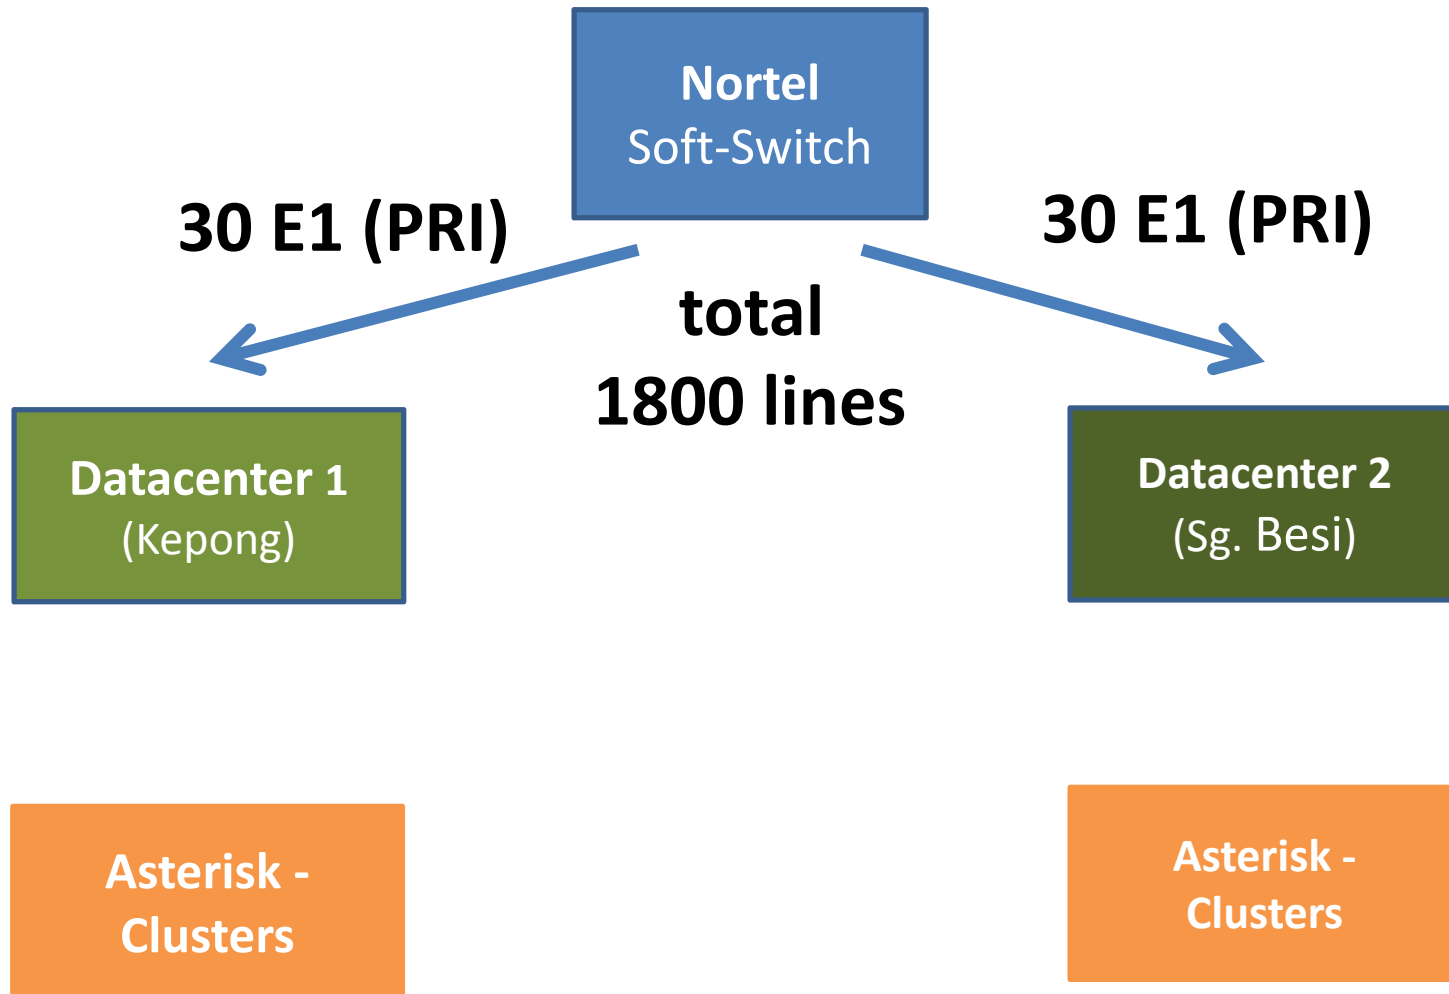 Nortel
Soft-Switch
30 E1 (PRI)
30 E1 (PRI)
total
1800 lines
Datacenter 1
(Kepong)
Datacenter 2
(Sg. Besi)
Asterisk -
Clusters
Asterisk -
Clusters